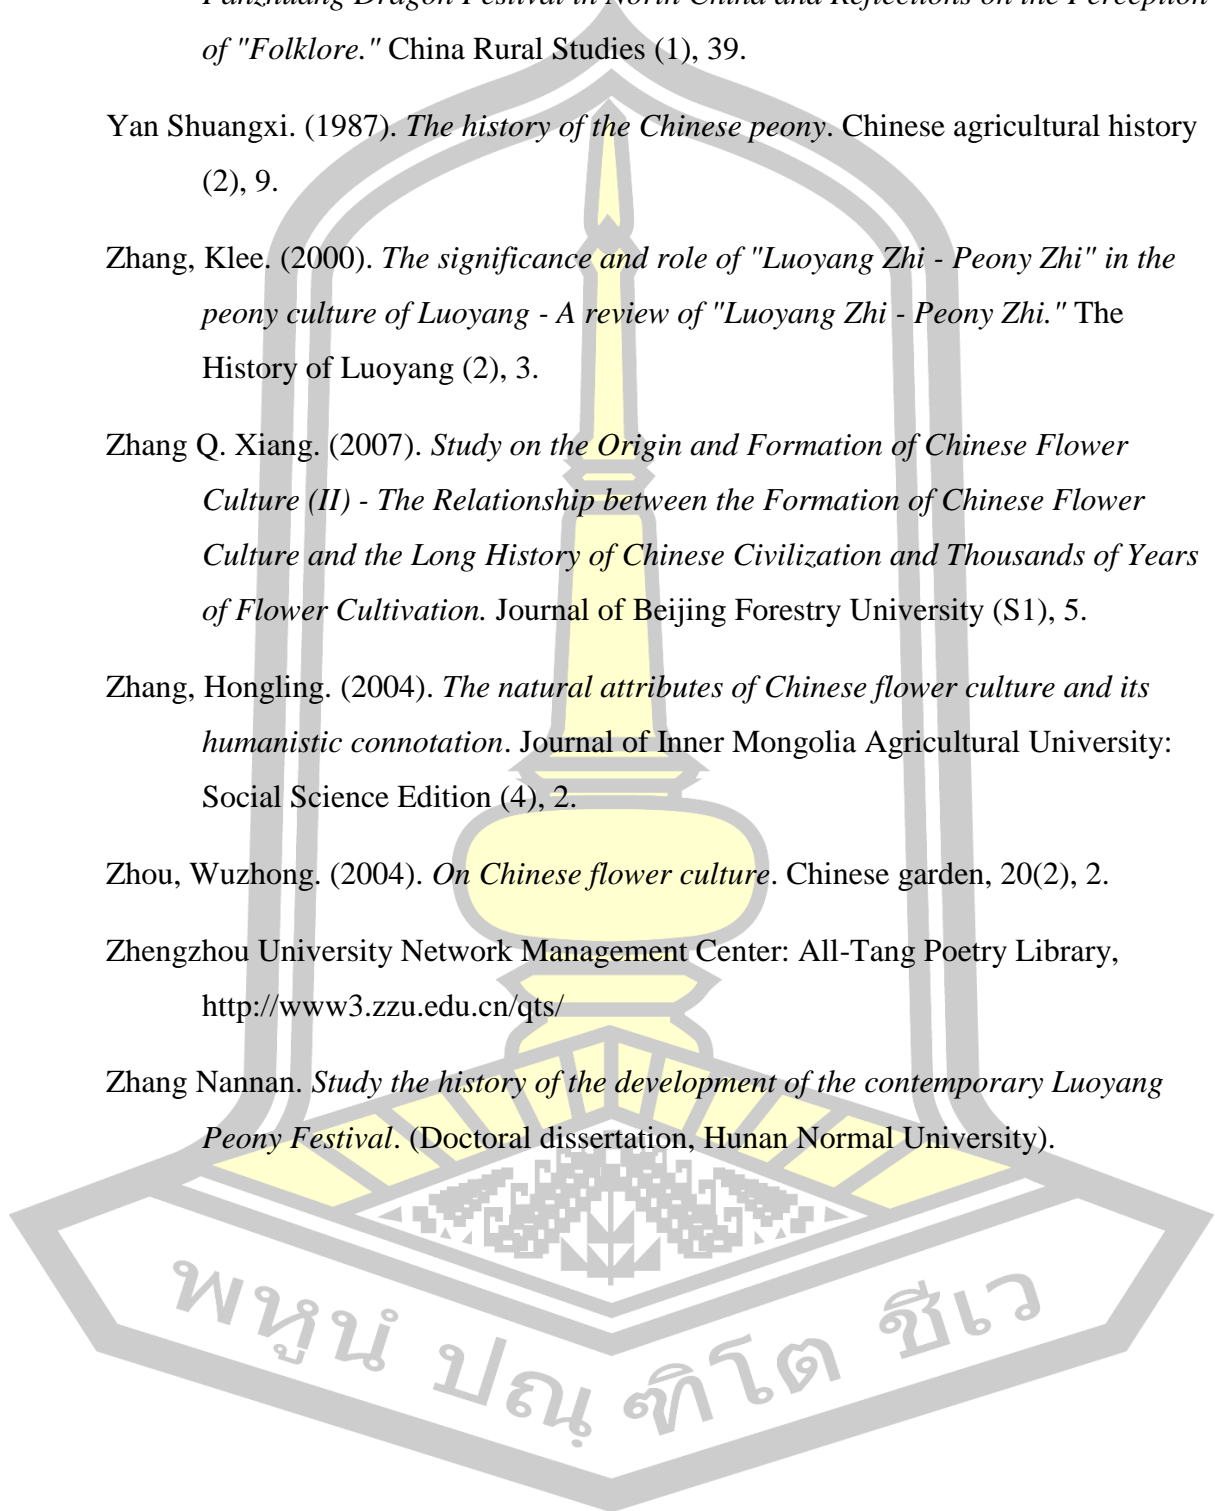 Fanzhuang Dragon Festival in North China and Reflections on the Perception
of "Folklore." China Rural Studies (1), 39.
Yan Shuangxi. (1987). The history of the Chinese peony. Chinese agricultural history
(2), 9.
Zhang, Klee. (2000). The significance and role of "Luoyang Zhi - Peony Zhi" in the
peony culture of Luoyang - A review of "Luoyang Zhi - Peony Zhi." The
History of Luoyang (2), 3.
Zhang Q. Xiang. (2007). Study on the Origin and Formation of Chinese Flower
Culture (II) - The Relationship between the Formation of Chinese Flower
Culture and the Long History of Chinese Civilization and Thousands of Years
of Flower Cultivation. Journal of Beijing Forestry University (S1), 5.
Zhang, Hongling. (2004). The natural attributes of Chinese flower culture and its
humanistic connotation. Journal of Inner Mongolia Agricultural University:
Social Science Edition (4), 2.
Zhou, Wuzhong. (2004). On Chinese flower culture. Chinese garden, 20(2), 2.
Zhengzhou University Network Management Center: All-Tang Poetry Library,
http://www3.zzu.edu.cn/qts/
Zhang Nannan. Study the history of the development of the contemporary Luoyang
Peony Festival. (Doctoral dissertation, Hunan Normal University).
พหูนํ ปณฺฑิโต ชีเว